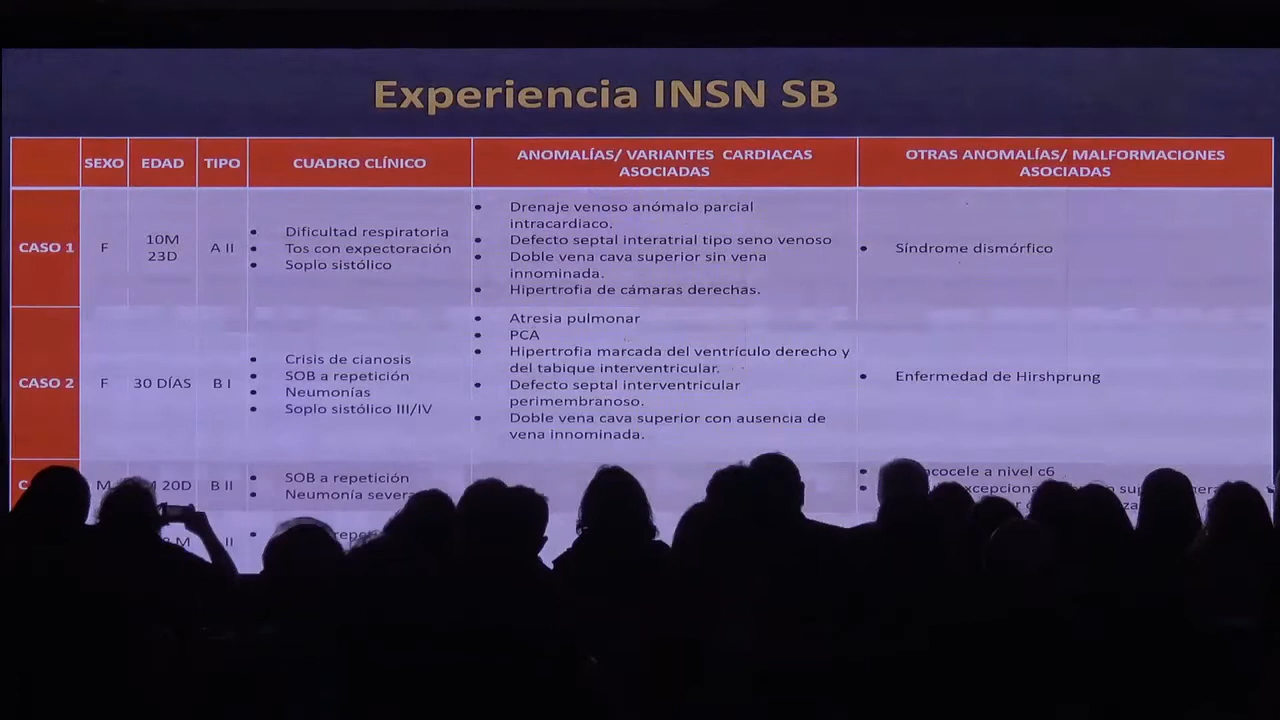 Experiencia INSN SB
SEXO EDAD TIPO CUADRO CLÍNICO ANOMALÍAS/ VARIANTES CARDIACAS
ASOCIADAS
OTRAS ANOMALÍAS/ MALFORMACIONES
ASOCIADAS
CASO 1
F
10M
23D
A II
Dificultad respiratoria
Tos con expectoración
Soplo sistólico
Drenaje venoso anómalo parcial
intracardiaco.
Defecto septal interatrial tipo seno venoso
Doble vena cava superior sin vena
innominada.
Hipertrofia de cámaras derechas.
Síndrome dismórfico
CASO 2
F
30 DÍAS
B I
Crisis de cianosis
SOB a repetición
Neumonías
Soplo sistólico III/IV
Atresia pulmonar
PCA
Hipertrofia marcada del ventrículo derecho y
del tabique interventricular.
Defecto septal interventricular
perimembranoso.
Doble vena cava superior con ausencia de
vena innominada.
Enfermedad de Hirshprung
M
20D
B II
SOB a repetición
Neumonía severa
a nivel c6
M
II